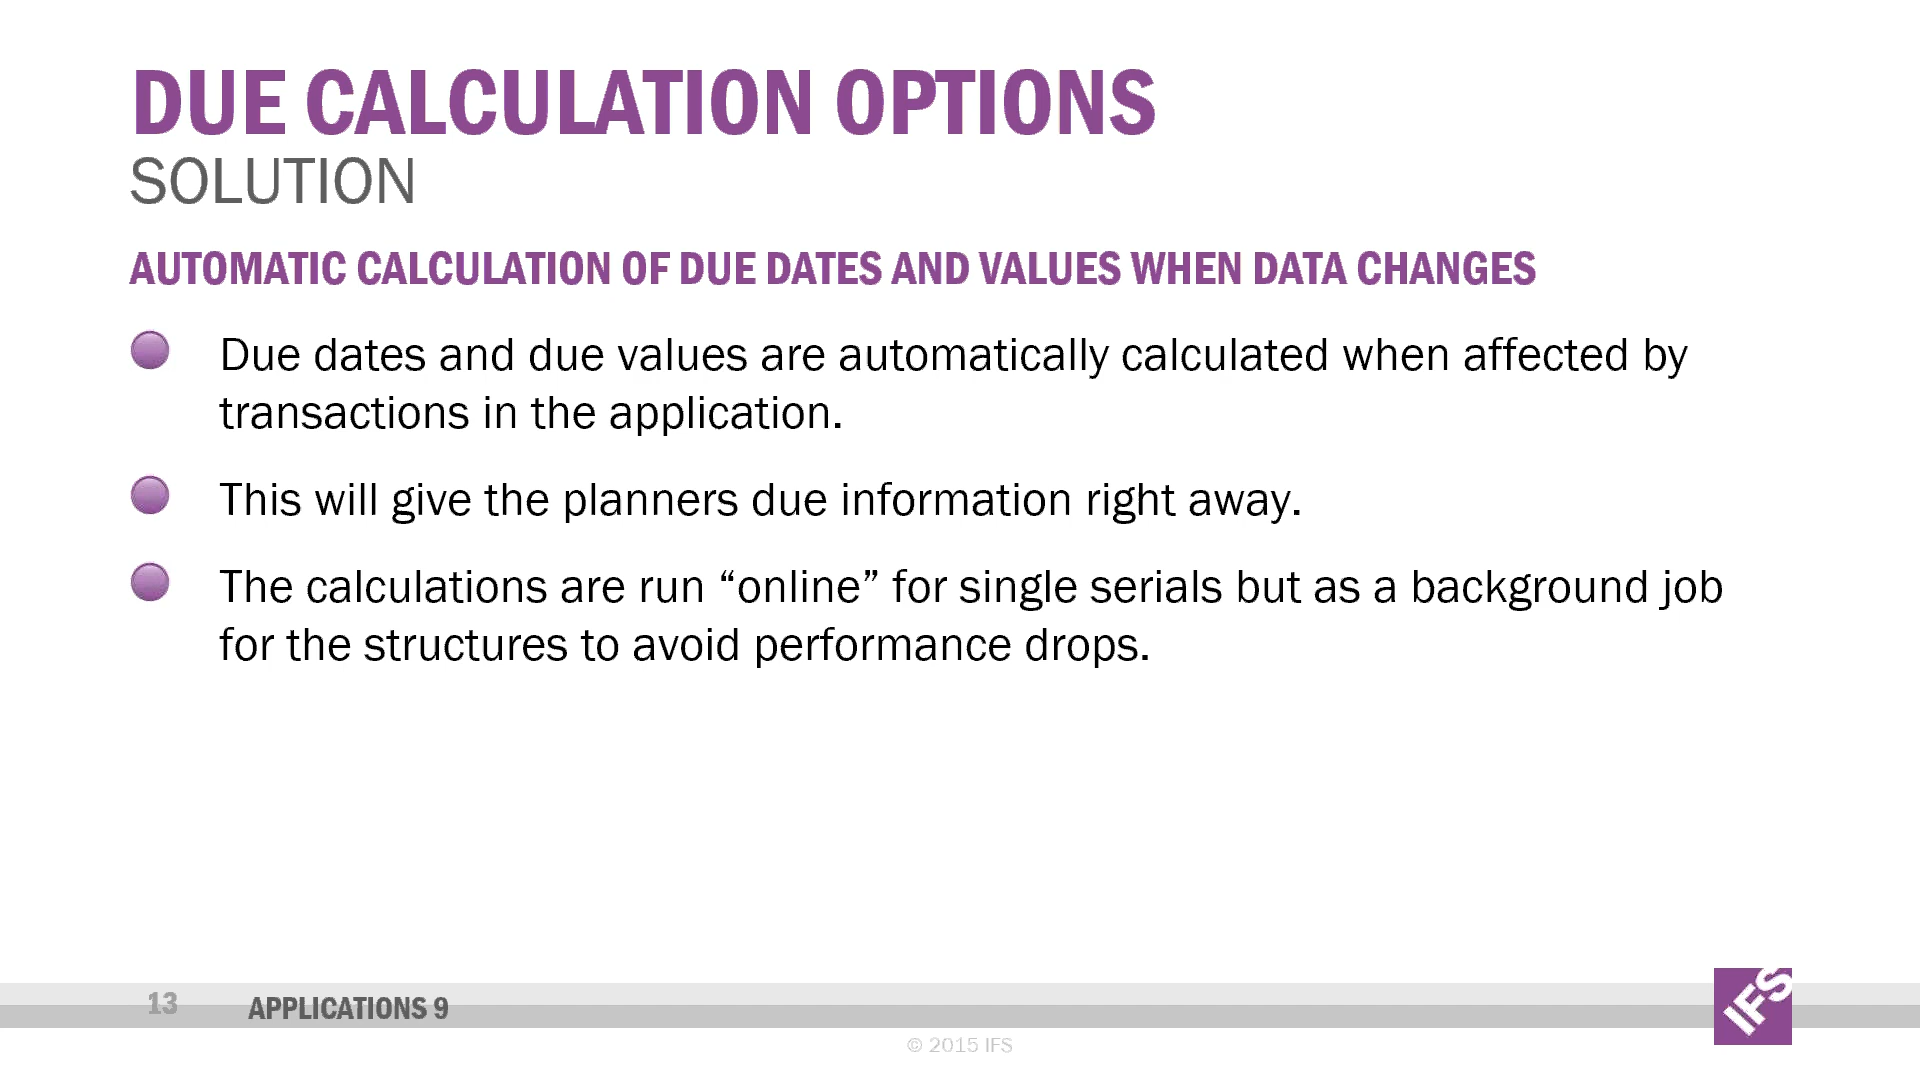 DUE CALCULATION OPTIONS
SOLUTION
AUTOMATIC CALCULATION OF DUE DATES AND VALUES WHEN DATA CHANGES
Due dates and due values are automatically calculated when affected by
transactions in the application.
This will give the planners due information right away.
The calculations are run “online” for single serials but as a background job
for the structures to avoid performance drops.
13
APPLICATIONS 9
IFS
© 2015 IFS